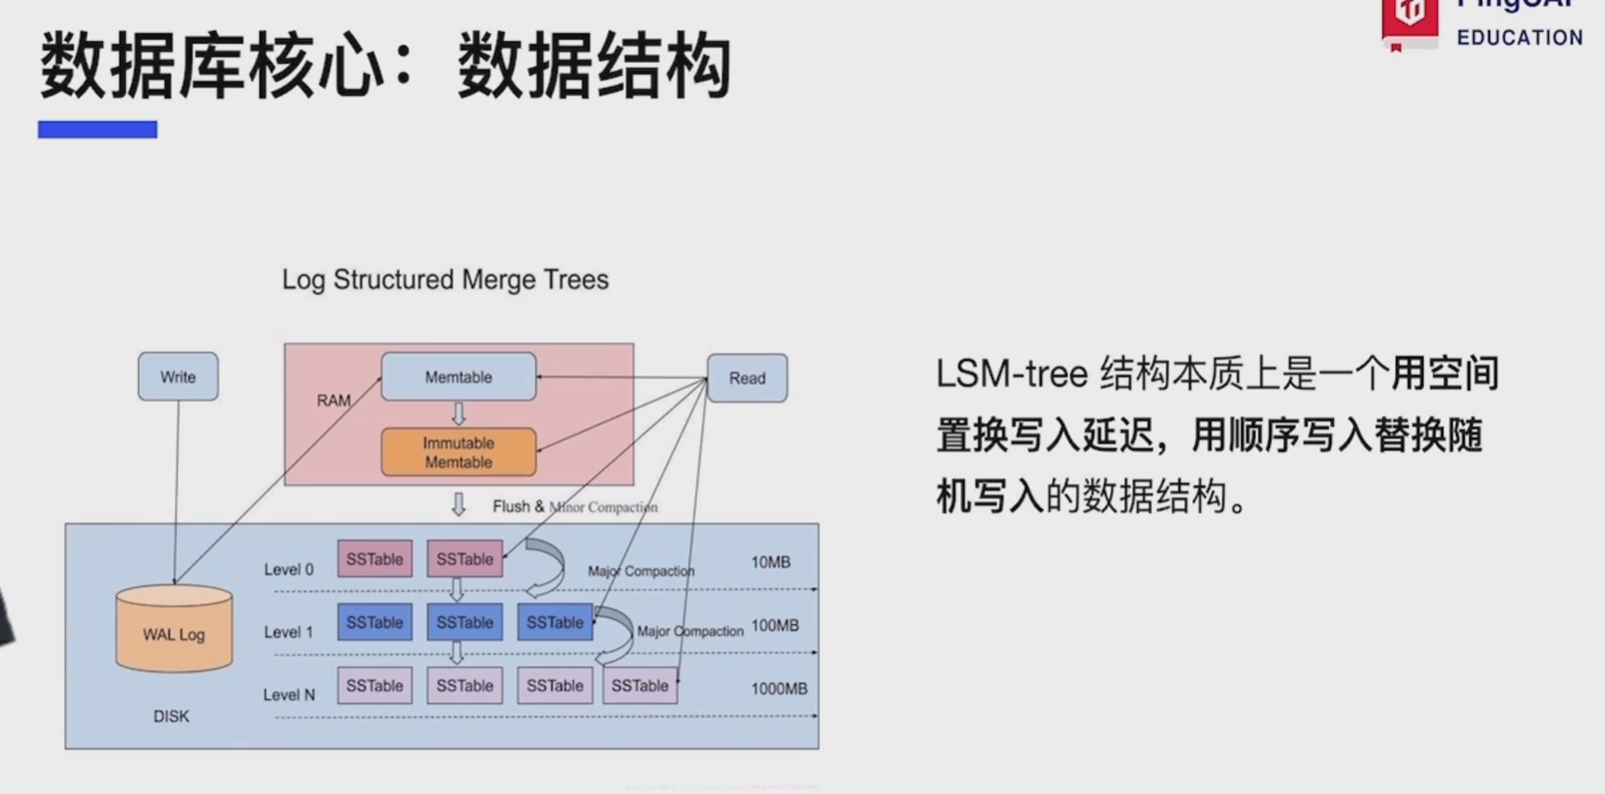 数据库核心：数据结构
EDUCATION
Log Structured Merge Trees
Write
RAM
Memtable
Read
Immutable
Memtable
Flush & Minor Compaction
Level 0
SSTable
SSTable
Major Compaction
10MB
Level 1
SSTable
SSTable
SSTable
Major Compaction
100MB
WAL Log
Level N
SSTable
SSTable
SSTable
SSTable
1000MB
DISK
LSM-tree 结构本质上是一个用空间
置换写入延迟，用顺序写入替换随
机写入的数据结构。